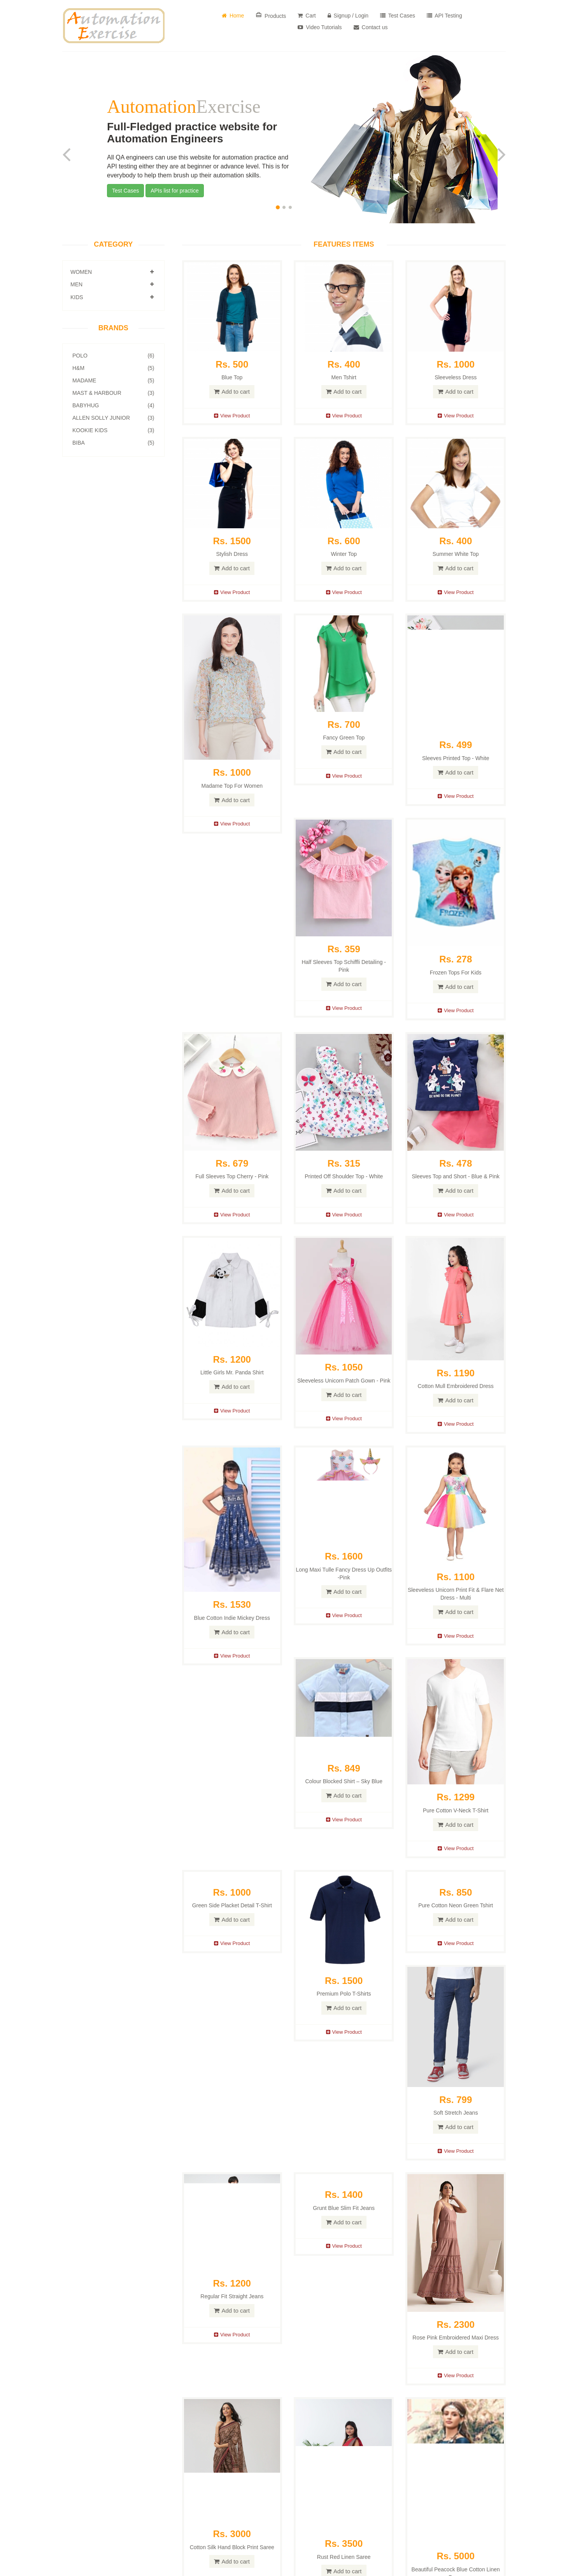 Automation
Exercise
Home
Products
Cart
Signup / Login
Test Cases
API Testing
Video Tutorials
Contact us
AutomationExercise
Full-Fledged practice website for
Automation Engineers
All QA engineers can use this website for automation practice and
API testing either they are at beginner or advance level. This is for
everybody to help them brush up their automation skills.
Test Cases
APIs list for practice
CATEGORY
WOMEN
MEN
KIDS
BRANDS
POLO (6)
H&M (5)
MADAME (5)
MAST & HARBOUR (3)
BABYHUG (4)
ALLEN SOLLY JUNIOR (3)
KOOKIE KIDS (3)
BIBA (5)
FEATURES ITEMS
Rs. 500
Blue Top
Add to cart
View Product
Rs. 400
Men Tshirt
Add to cart
View Product
Rs. 1000
Sleeveless Dress
Add to cart
View Product
Rs. 1500
Stylish Dress
Add to cart
View Product
Rs. 600
Winter Top
Add to cart
View Product
Rs. 400
Summer White Top
Add to cart
View Product
Rs. 1000
Madame Top For Women
Add to cart
View Product
Rs. 700
Fancy Green Top
Add to cart
View Product
Rs. 499
Sleeves Printed Top - White
Add to cart
View Product
Rs. 359
Half Sleeves Top Schiffli Detailing -
Pink
Add to cart
View Product
FROZEN
Rs. 278
Frozen Tops For Kids
Add to cart
View Product
Rs. 679
Full Sleeves Top Cherry - Pink
Add to cart
View Product
Rs. 315
Printed Off Shoulder Top - White
Add to cart
View Product
Rs. 478
Sleeves Top and Short - Blue & Pink
Add to cart
View Product
Rs. 1200
Little Girls Mr. Panda Shirt
Add to cart
View Product
Rs. 1050
Sleeveless Unicorn Patch Gown - Pink
Add to cart
View Product
Rs. 1190
Cotton Mull Embroidered Dress
Add to cart
View Product
Rs. 1530
Blue Cotton Indie Mickey Dress
Add to cart
View Product
Rs. 1600
Long Maxi Tulle Fancy Dress Up Outfits
-Pink
Add to cart
View Product
Rs. 1100
Sleeveless Unicorn Print Fit & Flare Net
Dress - Multi
Add to cart
View Product
Rs. 849
Colour Blocked Shirt – Sky Blue
Add to cart
View Product
Rs. 1299
Pure Cotton V-Neck T-Shirt
Add to cart
View Product
Rs. 1000
Green Side Placket Detail T-Shirt
Add to cart
View Product
Rs. 1500
Premium Polo T-Shirts
Add to cart
View Product
Rs. 850
Pure Cotton Neon Green Tshirt
Add to cart
View Product
Rs. 799
Soft Stretch Jeans
Add to cart
View Product
Rs. 1200
Regular Fit Straight Jeans
Add to cart
View Product
Rs. 1400
Grunt Blue Slim Fit Jeans
Add to cart
View Product
Rs. 2300
Rose Pink Embroidered Maxi Dress
Add to cart
View Product
Rs. 3000
Cotton Silk Hand Block Print Saree
Add to cart
Rs. 3500
Rust Red Linen Saree
Add to cart
Rs. 5000
Beautiful Peacock Blue Cotton Linen